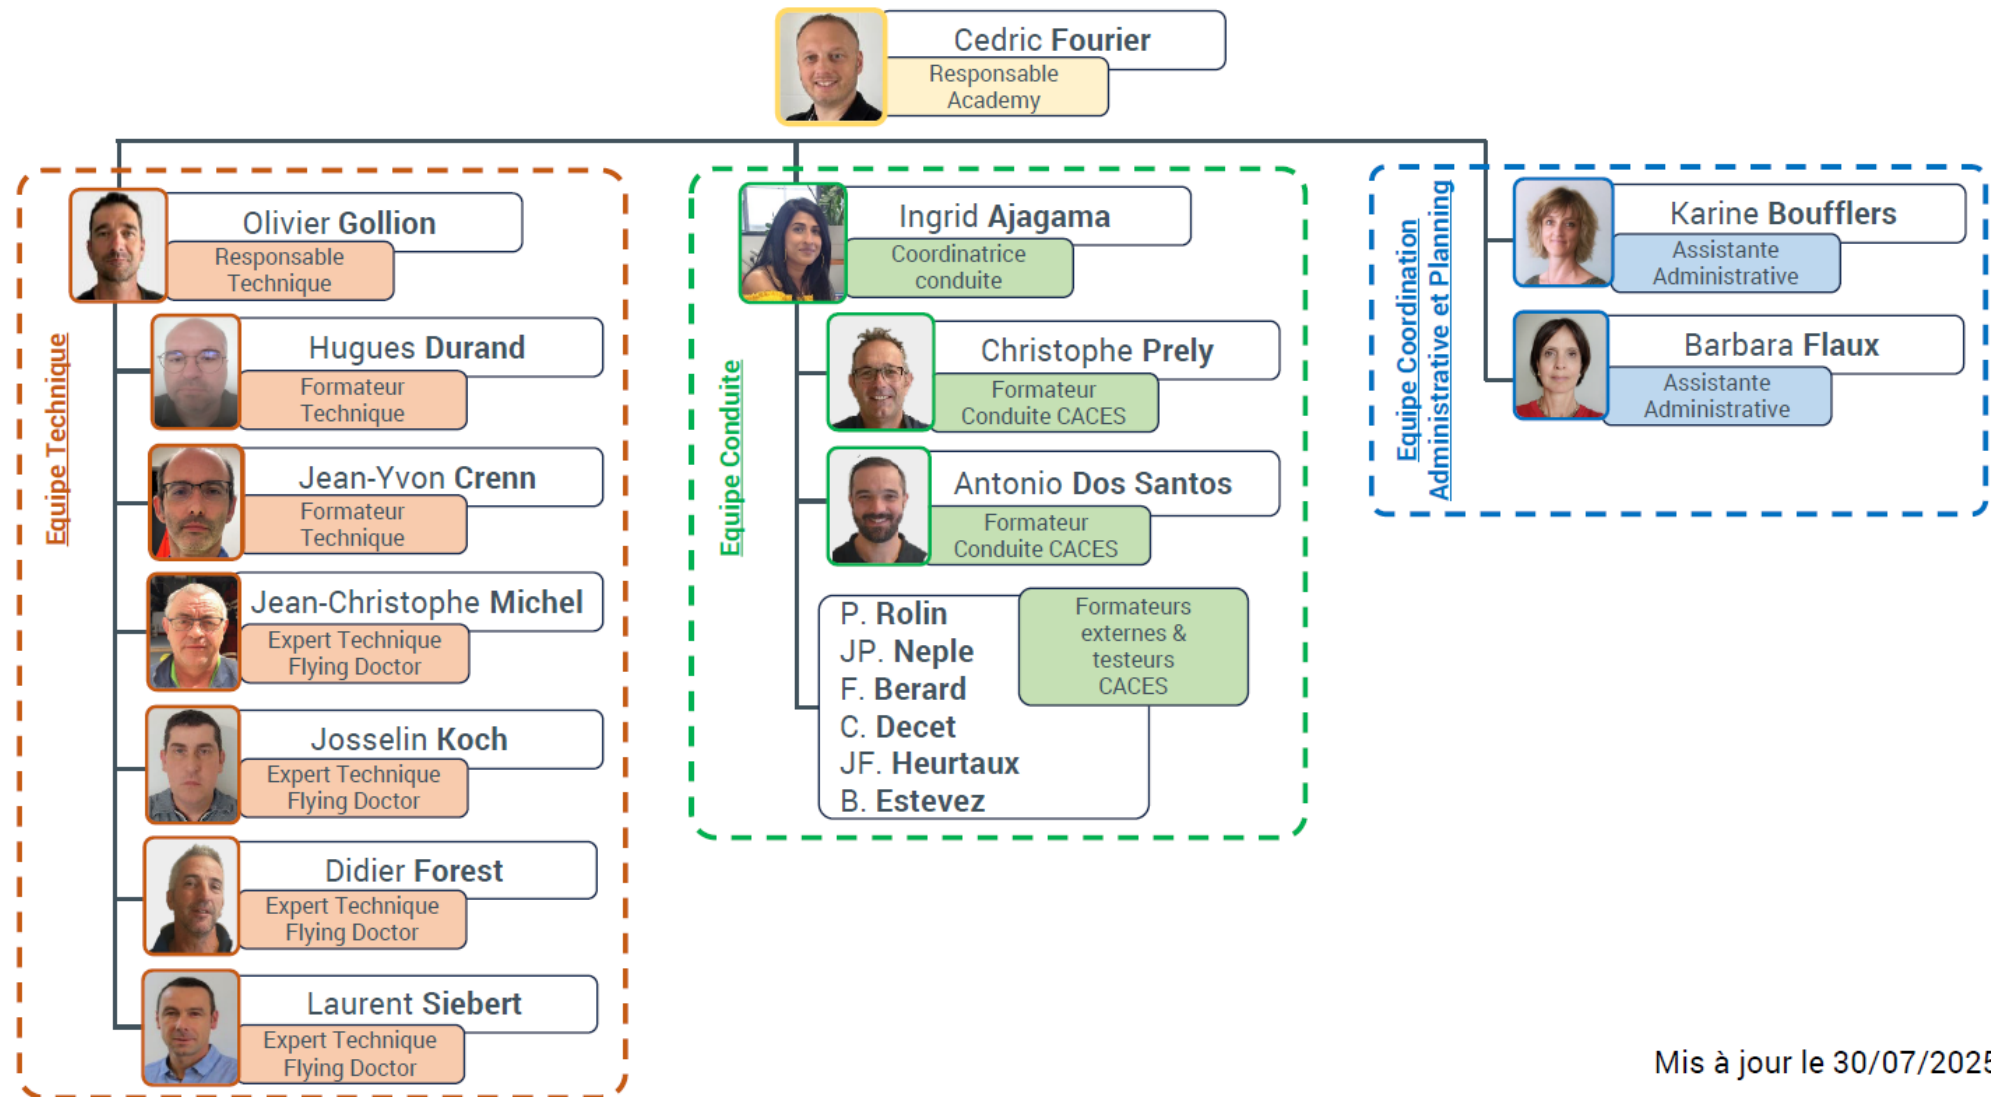 Cedric Fourier
Responsable
Academy
Equipe Technique
Olivier Gollion
Responsable
Technique
Hugues Durand
Formateur
Technique
Jean-Yvon Crenn
Formateur
Technique
Jean-Christophe Michel
Expert Technique
Flying Doctor
Josselin Koch
Expert Technique
Flying Doctor
Didier Forest
Expert Technique
Flying Doctor
Laurent Siebert
Expert Technique
Flying Doctor
Equipe Conduite
Ingrid Ajagama
Coordinatrice
conduite
Christophe Prely
Formateur
Conduite CACES
Antonio Dos Santos
Formateur
Conduite CACES
P. Rolin
JP. Neple
F. Berard
C. Decet
JF. Heurtaux
B. Estevez
Formateurs
externes &
testeurs
CACES
Equipe Coordination
Administrative et Planning
Karine Boufflers
Assistante
Administrative
Barbara Flaux
Assistante
Administrative
Mis à jour le 30/07/2025